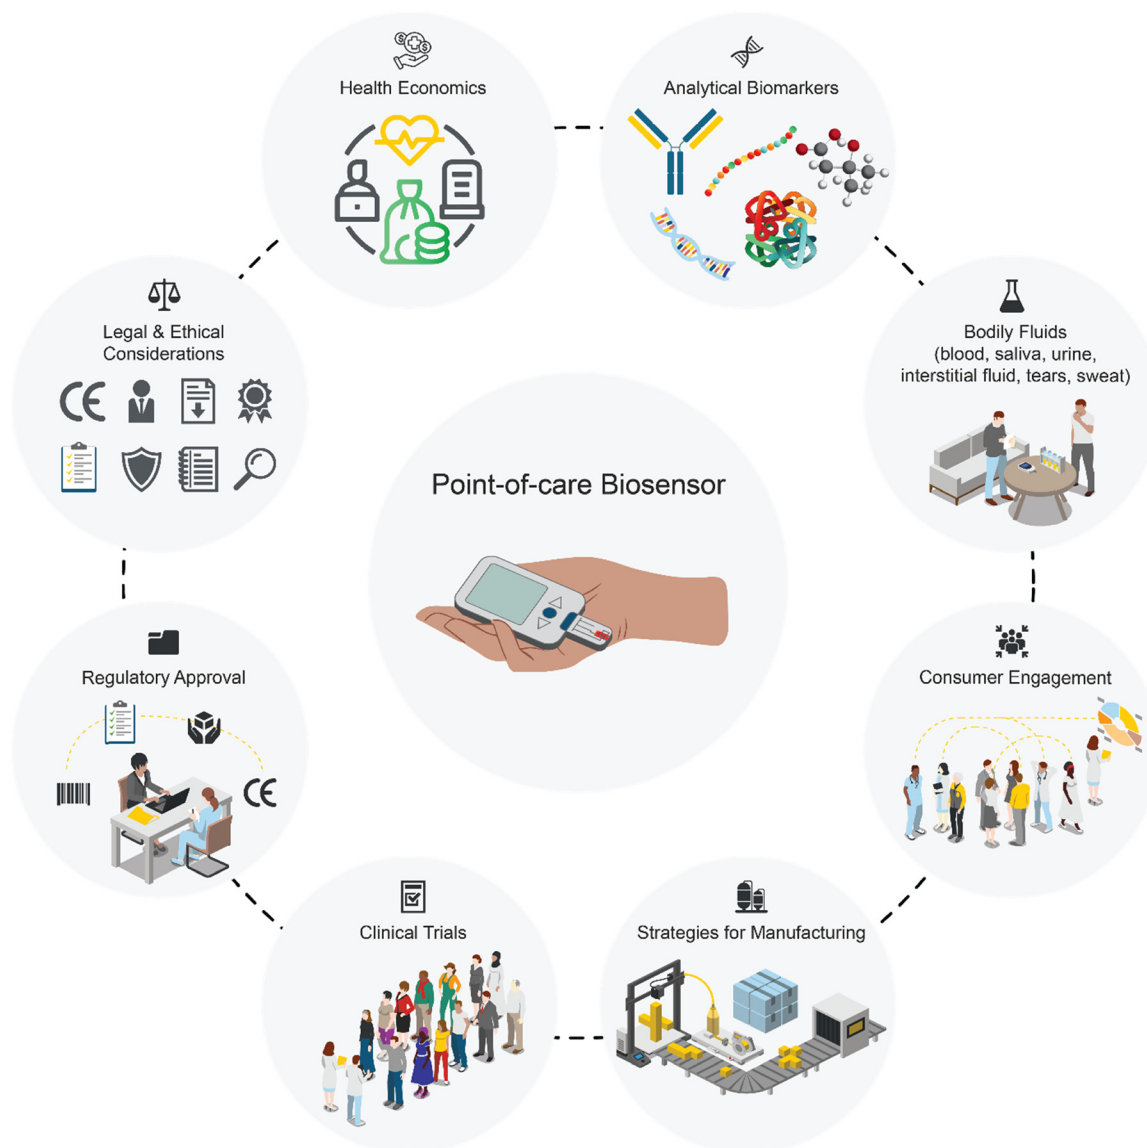 Health Economics
Analytical Biomarkers
Legal & Ethical
Considerations
CE
Bodily Fluids
(blood, saliva, urine,
interstitial fluid, tears, sweat)
Point-of-care Biosensor
Regulatory Approval
CE
Consumer Engagement
Clinical Trials
Strategies for Manufacturing